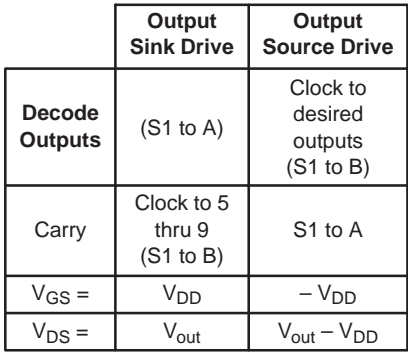 Output
Sink Drive
Output
Source Drive
Decode
Outputs
(S1 to A)
Clock to
desired
outputs
(S1 to B)
Carry
Clock to 5
thru 9
(S1 to B)
S1 to A
VGS =
VDD
– VDD
VDS =
Vout
Vout – VDD